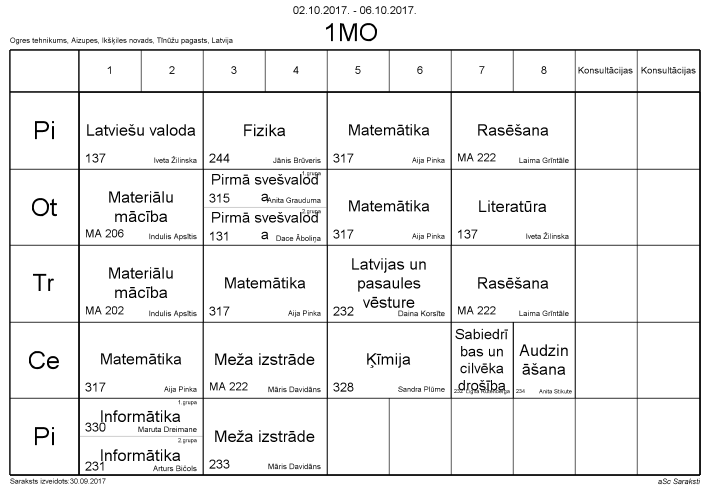 02.10.2017. - 06.10.2017.
1MO
Ogres tehnikums, Aizupes, Ikšķiles novads, Tīnūžu pagasts, Latvija
1 2 3 4 5 6 7 8 Konsultācijas Konsultācijas
Pi
Latviešu valoda
137 Iveta Žilinska
Fizika
244 Jānis Brūveris
Matemātika
317 Aija Pinka
Rasēšana
MA 222 Laima Grīntāle
Ot
Materiālu
mācība
MA 206 Indulis Apsītis
1.grupa
Pirmā svešvalod
a
315 Anita Grauduma
2.grupa
Pirmā svešvalod
a
131 Dace Āboliņa
Matemātika
317 Aija Pinka
Literatūra
137 Iveta Žilinska
Tr
Materiālu
mācība
MA 202 Indulis Apsītis
Matemātika
317 Aija Pinka
Latvijas un
pasaules
vēsture
232 Daina Korsīte
Rasēšana
MA 222 Laima Grīntāle
Ce
Matemātika
317 Aija Pinka
Meža izstrāde
MA 222 Māris Davidāns
Ķīmija
328 Sandra Plūme
Sabiedrī
bas un
cilvēka
drošība
232
Audzin
āšana
234 Anita Stikute
Pi
1.grupa
Informātika
330 Maruta Dreimane
2.grupa
Informātika
231 Arturs Bičols
Meža izstrāde
233 Māris Davidāns
Saraksts izveidots:30.09.2017
aSc Saraksti